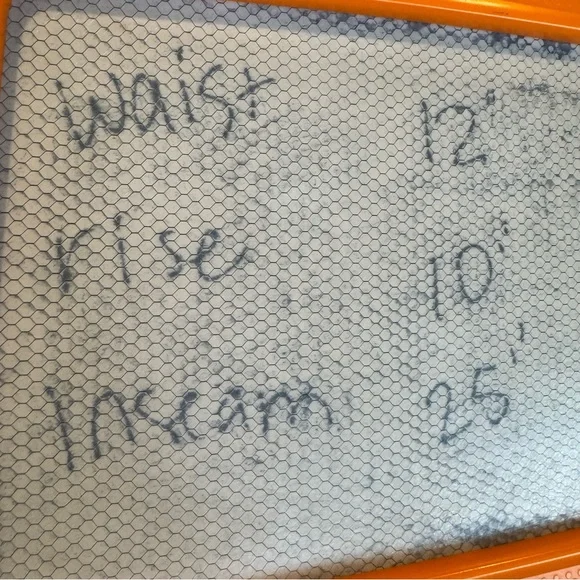 waist 12"
rise 10"
Inseam 25"